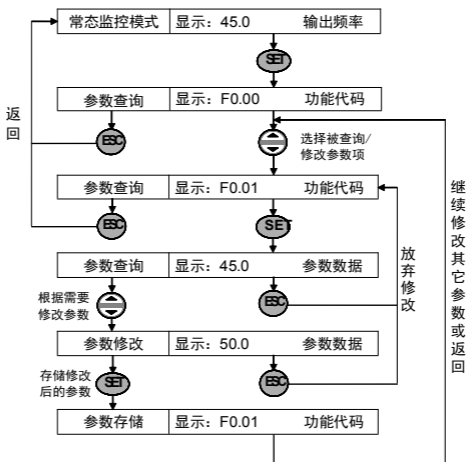 常态监控模式 显示：45.0 输出频率
SET
参数查询 显示：F0.00 功能代码
返回
ESC
选择被查询/
修改参数项
参数查询 显示：F0.01 功能代码
ESC
SET
参数查询 显示：45.0 参数数据
根据需要
修改参数
ESC
放弃修改
继续修改其它参数或返回
参数修改 显示：50.0 参数数据
存储修改
后的参数
SET
ESC
参数存储 显示：F0.01 功能代码